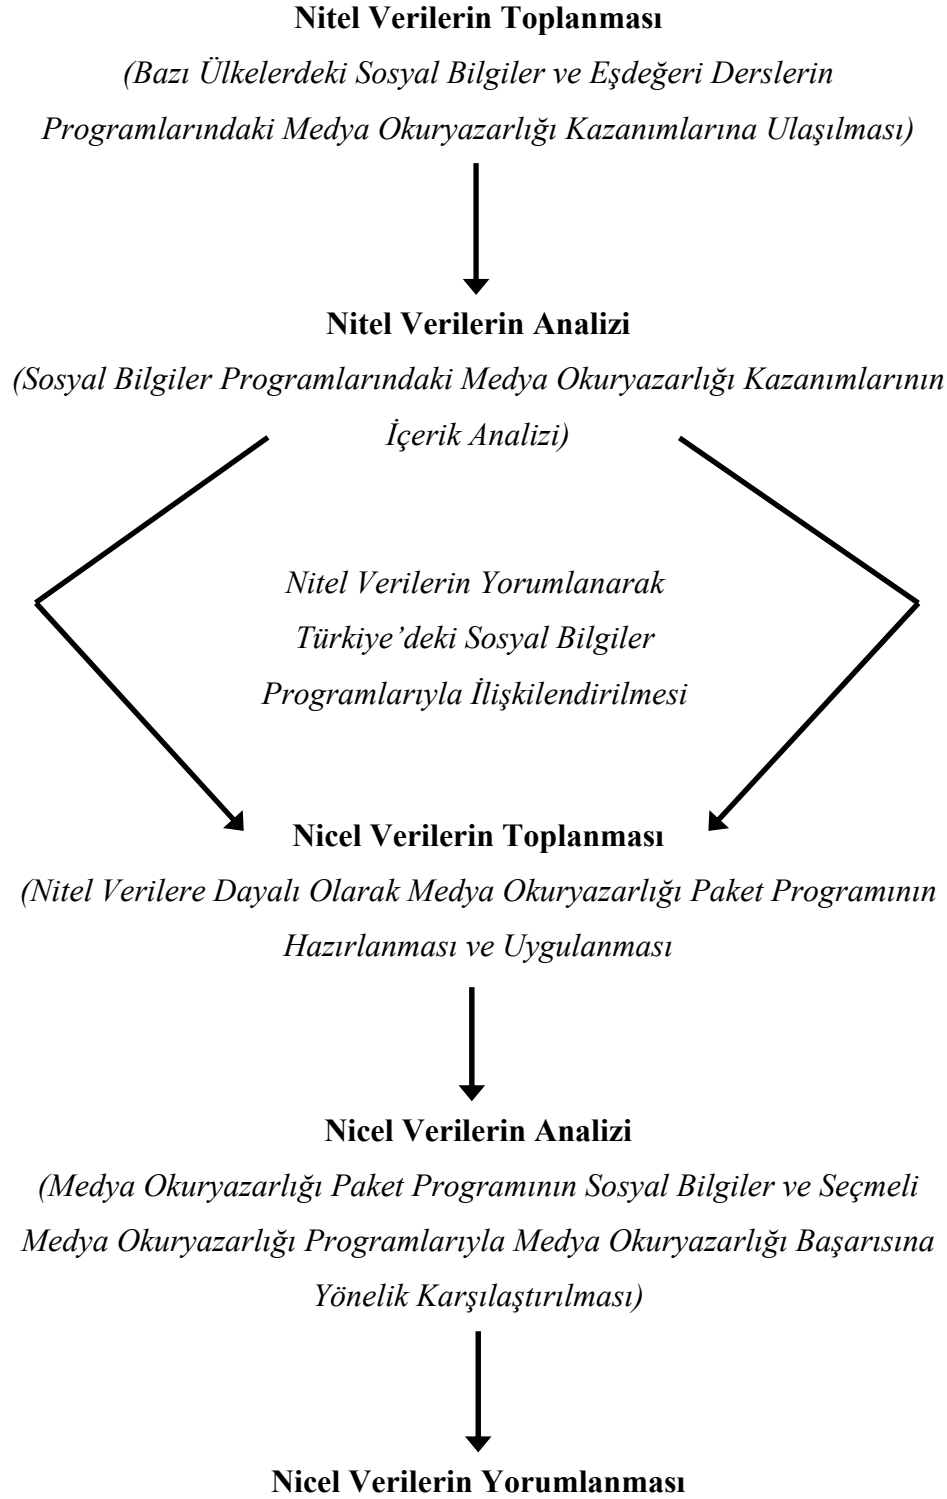 Nitel Verilerin Toplanması
(Bazı Ülkelerdeki Sosyal Bilgiler ve Eşdeğeri Derslerin
Programlarındaki Medya Okuryazarlığı Kazanımlarına Ulaşılması)
Nitel Verilerin Analizi
(Sosyal Bilgiler Programlarındaki Medya Okuryazarlığı Kazanımlarının
İçerik Analizi)
Nitel Verilerin Yorumlanarak
Türkiye’deki Sosyal Bilgiler
Programlarıyla İlişkilendirilmesi
Nicel Verilerin Toplanması
(Nitel Verilere Dayalı Olarak Medya Okuryazarlığı Paket Programının
Hazırlanması ve Uygulanması
Nicel Verilerin Analizi
(Medya Okuryazarlığı Paket Programının Sosyal Bilgiler ve Seçmeli
Medya Okuryazarlığı Programlarıyla Medya Okuryazarlığı Başarısına
Yönelik Karşılaştırılması)
Nicel Verilerin Yorumlanması